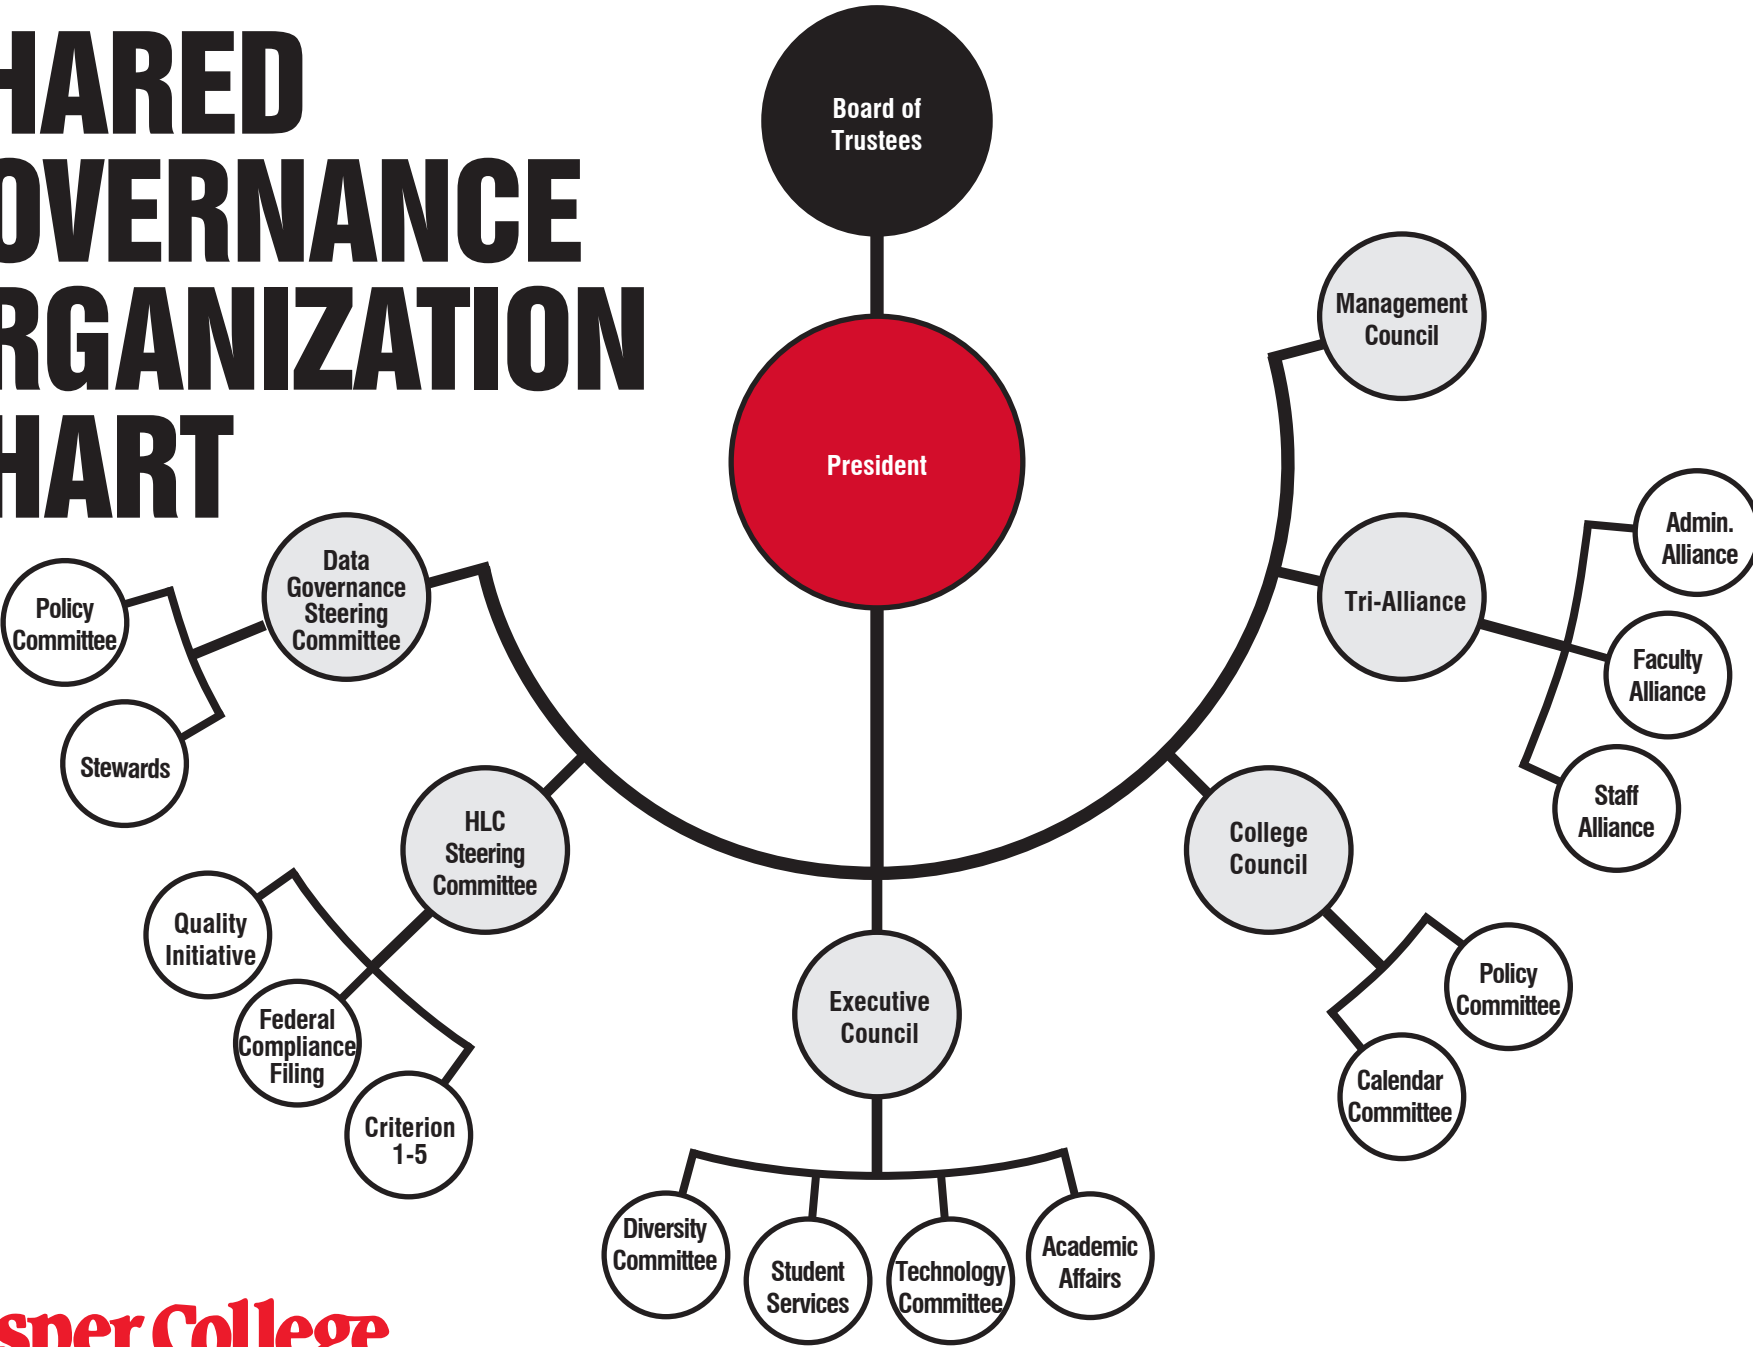 HARED
OVERNANCE
RGANIZATION
HART
Board of
Trustees
President
Management
Council
Tri-Alliance
Admin.
Alliance
Faculty
Alliance
Staff
Alliance
Data
Governance
Steering
Committee
Policy
Committee
Stewards
HLC
Steering
Committee
Quality
Initiative
Federal
Compliance
Filing
Criterion
1-5
College
Council
Policy
Committee
Calendar
Committee
Executive
Council
Diversity
Committee
Student
Services
Technology
Committee
Academic
Affairs
sper College